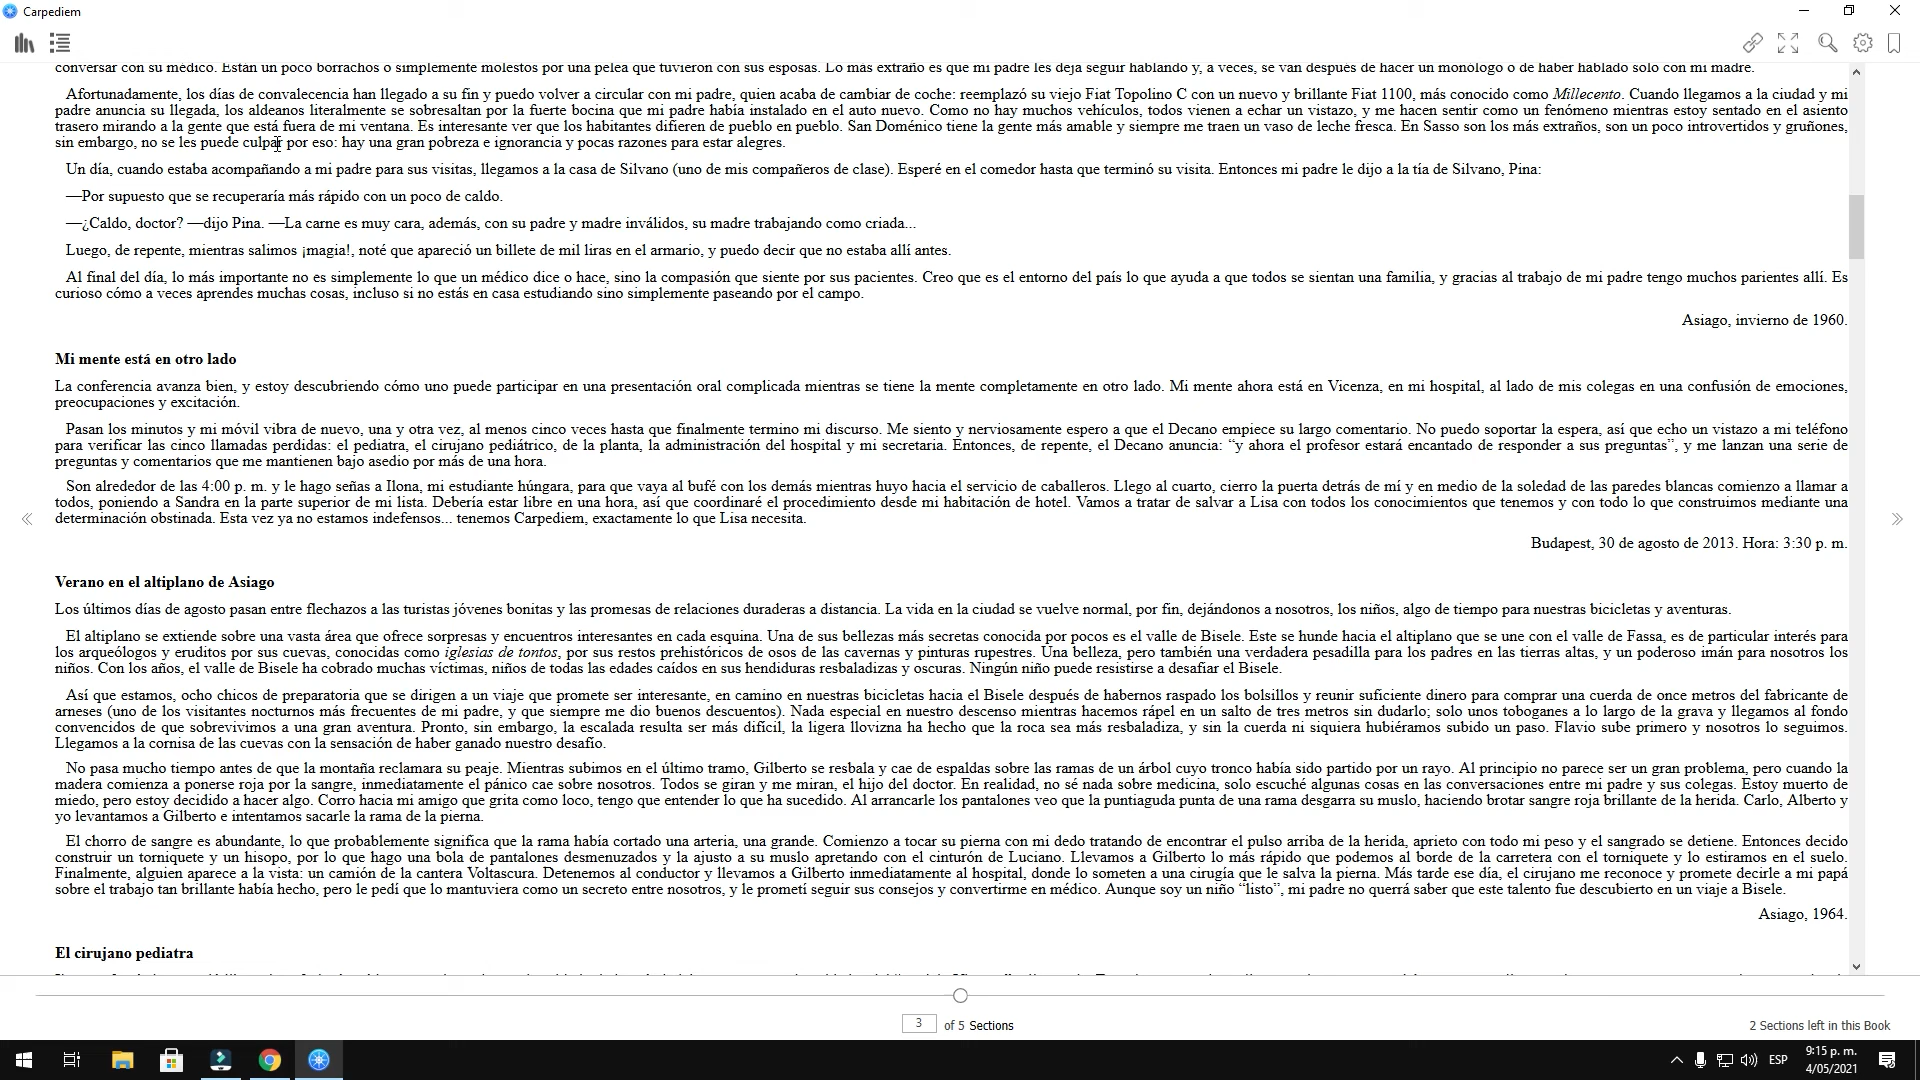 Carpediem
conversar con su médico. Están un poco borrachos o simplemente molestos por una pelea que tuvieron con sus esposas. Lo más extraño es que mi padre les deja seguir hablando y, a veces, se van después de hacer un monólogo o de haber hablado solo con mi madre.
Afortunadamente, los días de convalecencia han llegado a su fin y puedo volver a circular con mi padre, quien acaba de cambiar de coche: reemplazó su viejo Fiat Topolino C con un nuevo y brillante Fiat 1100, más conocido como Millecento. Cuando llegamos a la ciudad y mi
padre anuncia su llegada, los aldeanos literalmente se sobresaltan por la fuerte bocina que mi padre había instalado en el auto nuevo. Como no hay muchos vehículos, todos vienen a echar un vistazo, y me hacen sentir como un fenómeno mientras estoy sentado en el asiento
trasero mirando a la gente que está fuera de mi ventana. Es interesante ver que los habitantes difieren de pueblo en pueblo. San Doménico tiene la gente más amable y siempre me traen un vaso de leche fresca. En Sasso son los más extraños, son un poco introvertidos y gruñones,
sin embargo, no se les puede culpar por eso: hay una gran pobreza e ignorancia y pocas razones para estar alegres.
Un día, cuando estaba acompañando a mi padre para sus visitas, llegamos a la casa de Silvano (uno de mis compañeros de clase). Esperé en el comedor hasta que terminó su visita. Entonces mi padre le dijo a la tía de Silvano, Pina:
—Por supuesto que se recuperaría más rápido con un poco de caldo.
—¿Caldo, doctor? —dijo Pina. —La carne es muy cara, además, con su padre y madre inválidos, su madre trabajando como criada...
Luego, de repente, mientras salimos ¡magia!, noté que apareció un billete de mil liras en el armario, y puedo decir que no estaba allí antes.
Al final del día, lo más importante no es simplemente lo que un médico dice o hace, sino la compasión que siente por sus pacientes. Creo que es el entorno del país lo que ayuda a que todos se sientan una familia, y gracias al trabajo de mi padre tengo muchos parientes allí. Es
curioso cómo a veces aprendes muchas cosas, incluso si no estás en casa estudiando sino simplemente paseando por el campo.
Asiago, invierno de 1960.
Mi mente está en otro lado
La conferencia avanza bien, y estoy descubriendo cómo uno puede participar en una presentación oral complicada mientras se tiene la mente completamente en otro lado. Mi mente ahora está en Vicenza, en mi hospital, al lado de mis colegas en una confusión de emociones,
preocupaciones y excitación.
Pasan los minutos y mi móvil vibra de nuevo, una y otra vez, al menos cinco veces hasta que finalmente termino mi discurso. Me siento y nerviosamente espero a que el Decano empiece su largo comentario. No puedo soportar la espera, así que echo un vistazo a mi teléfono
para verificar las cinco llamadas perdidas: el pediatra, el cirujano pediátrico, de la planta, la administración del hospital y mi secretaria. Entonces, de repente, el Decano anuncia: “y ahora el profesor estará encantado de responder a sus preguntas”, y me lanzan una serie de
preguntas y comentarios que me mantienen bajo asedio por más de una hora.
Son alrededor de las 4:00 p. m. y le hago señas a Ilona, mi estudiante húngara, para que vaya al bufé con los demás mientras huyo hacia el servicio de caballeros. Llego al cuarto, cierro la puerta detrás de mí y en medio de la soledad de las paredes blancas comienzo a llamar a
todos, poniendo a Sandra en la parte superior de mi lista. Debería estar libre en una hora, así que coordinaré el procedimiento desde mi habitación de hotel. Vamos a tratar de salvar a Lisa con todos los conocimientos que tenemos y con todo lo que construimos mediante una
determinación obstinada. Esta vez ya no estamos indefensos... tenemos Carpediem, exactamente lo que Lisa necesita.
Budapest, 30 de agosto de 2013. Hora: 3:30 p. m.
Verano en el altiplano de Asiago
Los últimos días de agosto pasan entre flechazos a las turistas jóvenes bonitas y las promesas de relaciones duraderas a distancia. La vida en la ciudad se vuelve normal, por fin, dejándonos a nosotros, los niños, algo de tiempo para nuestras bicicletas y aventuras.
El altiplano se extiende sobre una vasta área que ofrece sorpresas y encuentros interesantes en cada esquina. Una de sus bellezas más secretas conocida por pocos es el valle de Bisele. Este se hunde hacia el altiplano que se une con el valle de Fassa, es de particular interés para
los arqueólogos y eruditos por sus cuevas, conocidas como iglesias de tontos, por sus restos prehistóricos de osos de las cavernas y pinturas rupestres. Una belleza, pero también una verdadera pesadilla para los padres en las tierras altas, y un poderoso imán para nosotros los
niños. Con los años, el valle de Bisele ha cobrado muchas víctimas, niños de todas las edades caídos en sus hendiduras resbaladizas y oscuras. Ningún niño puede resistirse a desafiar el Bisele.
Así que estamos, ocho chicos de preparatoria que se dirigen a un viaje que promete ser interesante, en camino en nuestras bicicletas hacia el Bisele después de habernos raspado los bolsillos y reunir suficiente dinero para comprar una cuerda de once metros del fabricante de
arneses (uno de los visitantes nocturnos más frecuentes de mi padre, y que siempre me dio buenos descuentos). Nada especial en nuestro descenso mientras hacemos rápel en un salto de tres metros sin dudarlo; solo unos toboganes a lo largo de la grava y llegamos al fondo
convencidos de que sobrevivimos a una gran aventura. Pronto, sin embargo, la escalada resulta ser más difícil, la ligera llovizna ha hecho que la roca sea más resbaladiza, y sin la cuerda ni siquiera hubiéramos subido un paso. Flavio sube primero y nosotros lo seguimos.
Llegamos a la cornisa de las cuevas con la sensación de haber ganado nuestro desafío.
No pasa mucho tiempo antes de que la montaña reclamara su peaje. Mientras subimos en el último tramo, Gilberto se resbala y cae de espaldas sobre las ramas de un árbol cuyo tronco había sido partido por un rayo. Al principio no parece ser un gran problema, pero cuando la
madera comienza a ponerse roja por la sangre, inmediatamente el pánico cae sobre nosotros. Todos se giran y me miran, el hijo del doctor. En realidad, no sé nada sobre medicina, solo escuché algunas cosas en las conversaciones entre mi padre y sus colegas. Estoy muerto de
miedo, pero estoy decidido a hacer algo. Corro hacia mi amigo que grita como loco, tengo que entender lo que ha sucedido. Al arrancarle los pantalones veo que la puntiaguda punta de una rama desgarra su muslo, haciendo brotar sangre roja brillante de la herida. Carlo, Alberto y
yo levantamos a Gilberto e intentamos sacarle la rama de la pierna.
El chorro de sangre es abundante, lo que probablemente significa que la rama había cortado una arteria, una grande. Comienzo a tocar su pierna con mi dedo tratando de encontrar el pulso arriba de la herida, aprieto con todo mi peso y el sangrado se detiene. Entonces decido
construir un torniquete y un hisopo, por lo que hago una bola de pantalones desmenuzados y la ajusto a su muslo apretando con el cinturón de Luciano. Llevamos a Gilberto lo más rápido que podemos al borde de la carretera con el torniquete y lo estiramos en el suelo.
Finalmente, alguien aparece a la vista: un camión de la cantera Voltascura. Detenemos al conductor y llevamos a Gilberto inmediatamente al hospital, donde lo someten a una cirugía que le salva la pierna. Más tarde ese día, el cirujano me reconoce y promete decirle a mi papá
sobre el trabajo tan brillante había hecho, pero le pedí que lo mantuviera como un secreto entre nosotros, y le prometí seguir sus consejos y convertirme en médico. Aunque soy un niño “listo”, mi padre no querrá saber que este talento fue descubierto en un viaje a Bisele.
Asiago, 1964.
El cirujano pediatra
3 of 5 Sections
2 Sections left in this Book
ESP
9:15 p. m.
4/05/2021